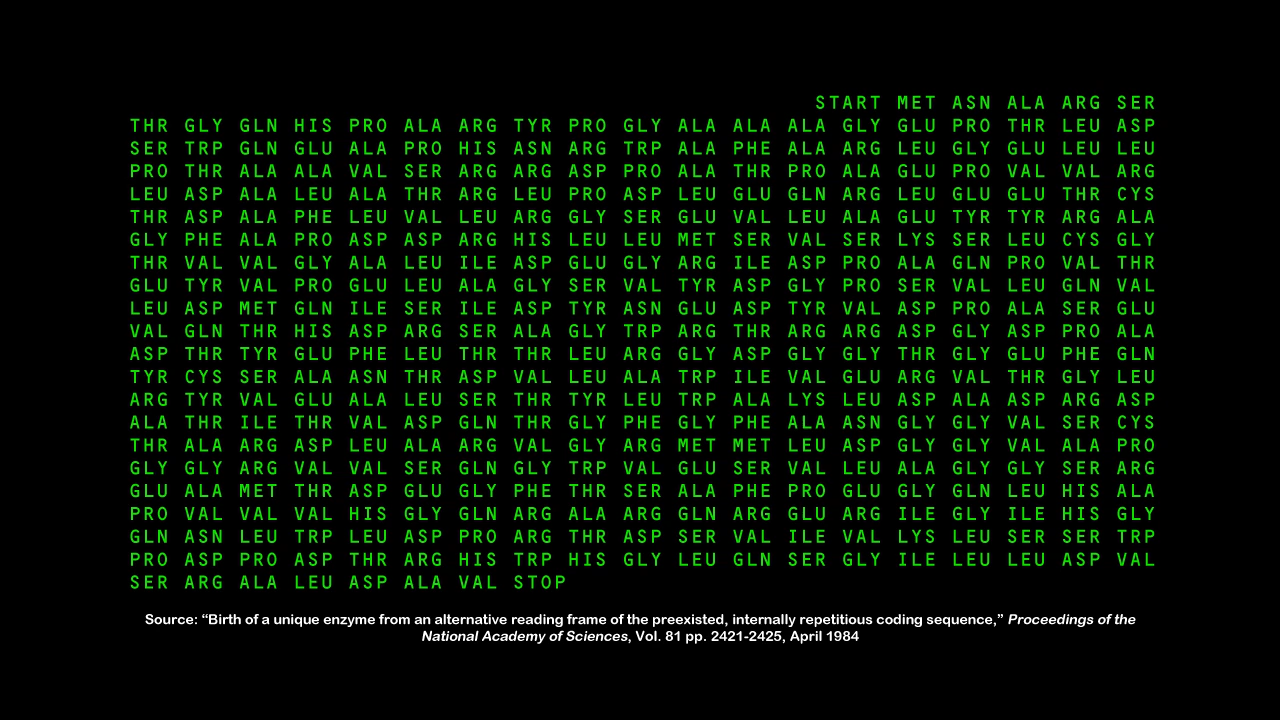 START MET ASN ALA ARG SER
THR GLY GLN HIS PRO ALA ARG TYR PRO GLY ALA ALA ALA GLY GLU PRO THR LEU ASP
SER TRP GLN GLU ALA PRO HIS ASN ARG TRP ALA PHE ALA ARG LEU GLY GLU LEU LEU
PRO THR ALA ALA VAL SER ARG ARG ASP PRO ALA THR PRO ALA GLU PRO VAL VAL ARG
LEU ASP ALA LEU ALA THR ARG LEU PRO ASP LEU GLU GLN ARG LEU GLU GLU THR CYS
THR ASP ALA PHE LEU VAL LEU ARG GLY SER GLU VAL LEU ALA GLU TYR TYR ARG ALA
GLY PHE ALA PRO ASP ASP ARG HIS LEU LEU MET SER VAL SER LYS SER LEU CYS GLY
THR VAL VAL GLY ALA LEU ILE ASP GLU GLY ARG ILE ASP PRO ALA GLN PRO VAL THR
GLU TYR VAL PRO GLU LEU ALA GLY SER VAL TYR ASP GLY PRO SER VAL LEU GLN VAL
LEU ASP MET GLN ILE SER ILE ASP TYR ASN GLU ASP TYR VAL ASP PRO ALA SER GLU
VAL GLN THR HIS ASP ARG SER ALA GLY TRP ARG THR ARG ARG ASP GLY ASP PRO ALA
ASP THR TYR GLU PHE LEU THR THR LEU ARG GLY ASP GLY GLY THR GLY GLU PHE GLN
TYR CYS SER ALA ASN THR ASP VAL LEU ALA TRP ILE VAL GLU ARG VAL THR GLY LEU
ARG TYR VAL GLU ALA LEU SER THR TYR LEU TRP ALA LYS LEU ASP ALA ASP ARG ASP
ALA THR ILE THR VAL ASP GLN THR GLY PHE GLY PHE ALA ASN GLY GLY VAL SER CYS
THR ALA ARG ASP LEU ALA ARG VAL GLY ARG MET MET LEU ASP GLY GLY VAL ALA PRO
GLY GLY ARG VAL VAL SER GLN GLY TRP VAL GLU SER VAL LEU ALA GLY GLY SER ARG
GLU ALA MET THR ASP GLU GLY PHE THR SER ALA PHE PRO GLU GLY GLN LEU HIS ALA
PRO VAL VAL VAL HIS GLY GLN ARG ALA ARG GLN ARG GLU ARG ILE GLY ILE HIS GLY
GLN ASN LEU TRP LEU ASP PRO ARG THR ASP SER VAL ILE VAL LYS LEU SER SER TRP
PRO ASP PRO ASP THR ARG HIS TRP HIS GLY LEU GLN SER GLY ILE LEU LEU ASP VAL
SER ARG ALA LEU ASP ALA VAL STOP
Source: “Birth of a unique enzyme from an alternative reading frame of the preexisted, internally repetitious coding sequence,” Proceedings of the
National Academy of Sciences, Vol. 81 pp. 2421-2425, April 1984